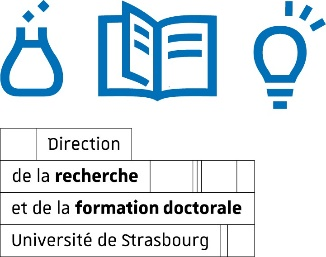 Direction
de la recherche
et de la formation doctorale
Université de Strasbourg